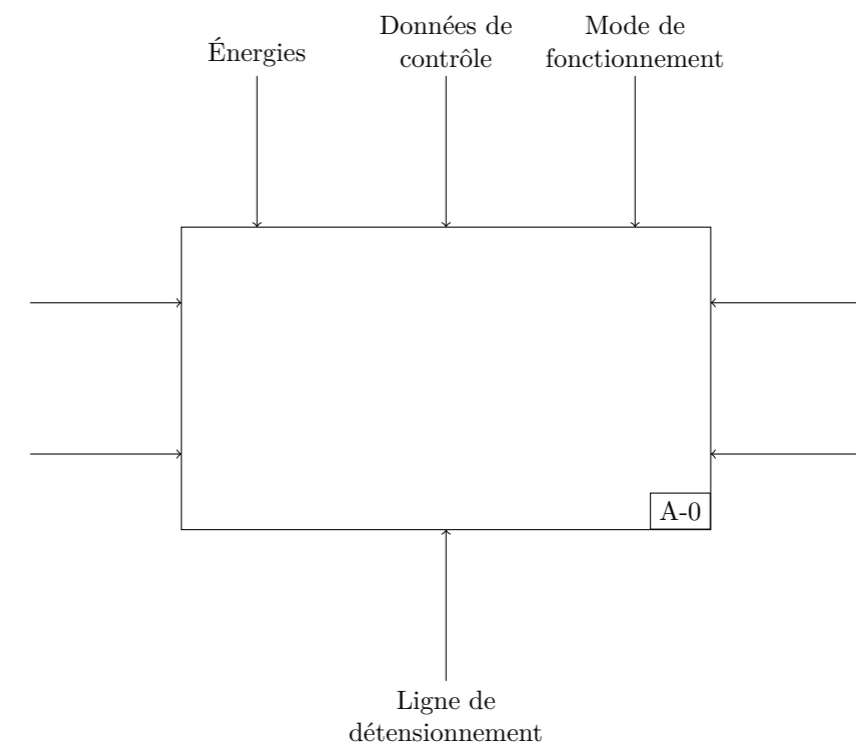 Énergies
Données de
contrôle
Mode de
fonctionnement
A-0
Ligne de
détensionnement